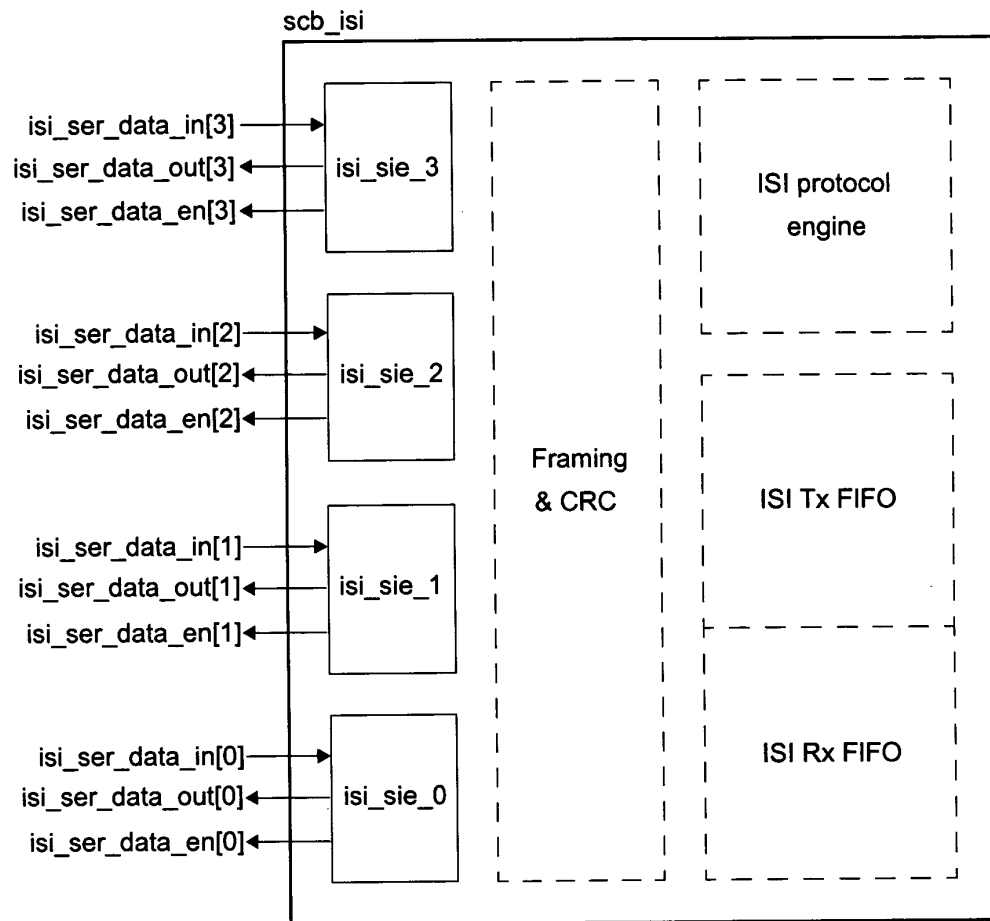 scb_isi
isi_ser_data_in[3]
isi_ser_data_out[3]
isi_ser_data_en[3]
isi_sie_3
isi_ser_data_in[2]
isi_ser_data_out[2]
isi_ser_data_en[2]
isi_sie_2
isi_ser_data_in[1]
isi_ser_data_out[1]
isi_ser_data_en[1]
isi_sie_1
isi_ser_data_in[0]
isi_ser_data_out[0]
isi_ser_data_en[0]
isi_sie_0
Framing
& CRC
ISI protocol
engine
ISI Tx FIFO
ISI Rx FIFO